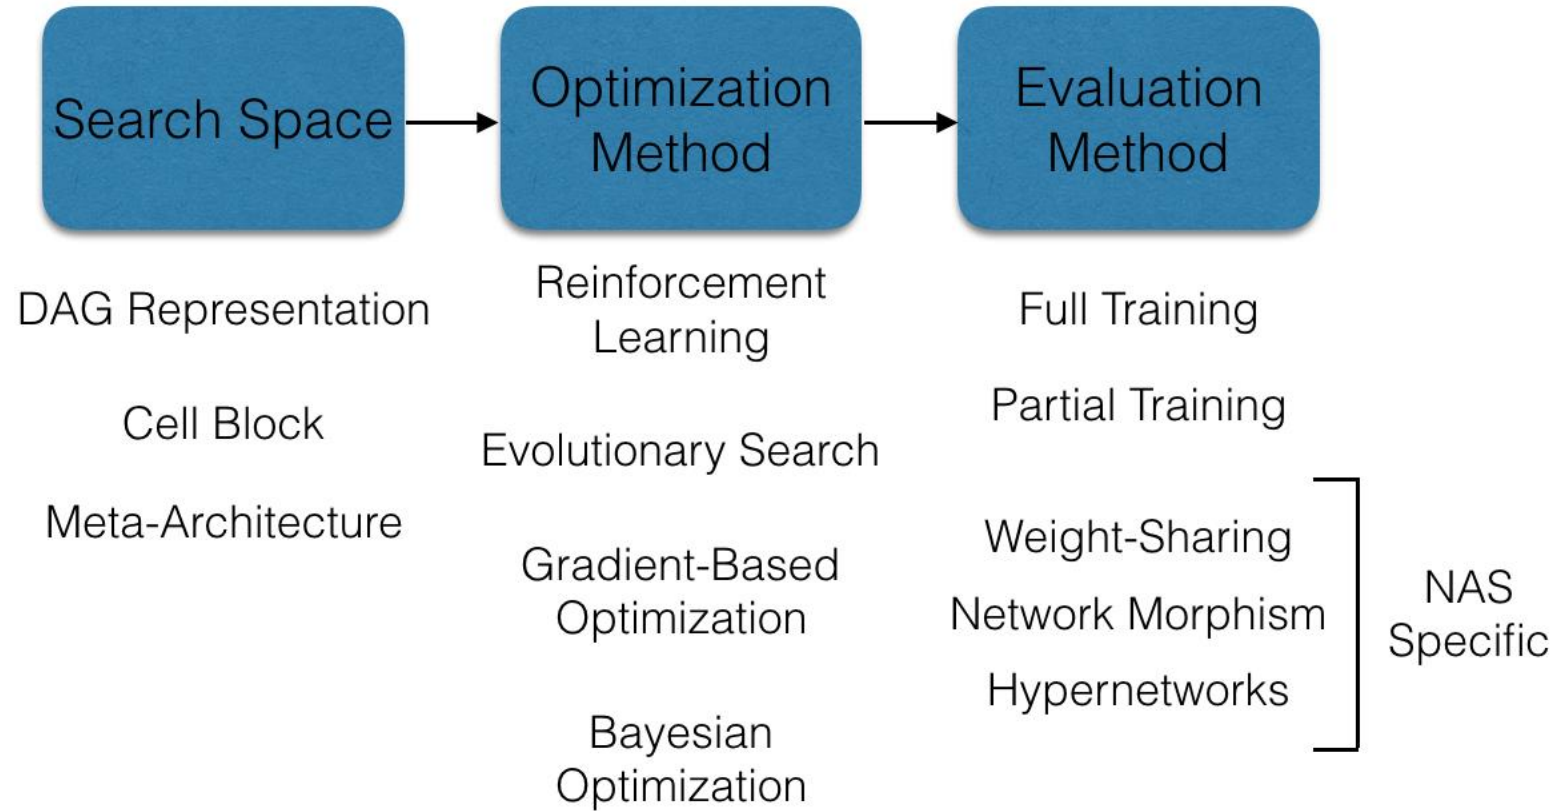 Search Space
Optimization
Method
Evaluation
Method
DAG Representation
Cell Block
Meta-Architecture
Reinforcement
Learning
Evolutionary Search
Gradient-Based
Optimization
Bayesian
Optimization
Full Training
Partial Training
Weight-Sharing
Network Morphism
Hypernetworks
NAS
Specific